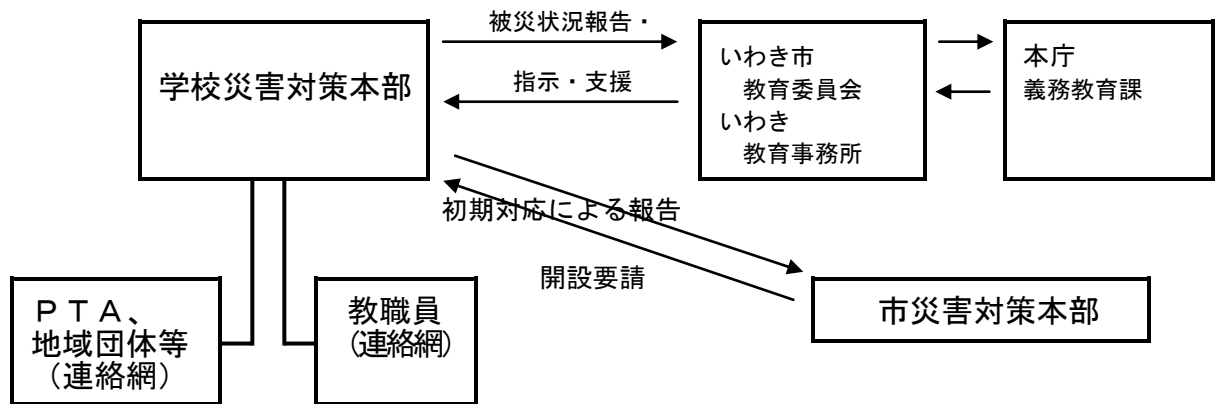 被災状況報告・
学校災害対策本部
指示・支援
いわき市
教育委員会
いわき
教育事務所
本庁
義務教育課
初期対応による報告
開設要請
PTA、
地域団体等
(連絡網)
教職員
(連絡網)
市災害対策本部